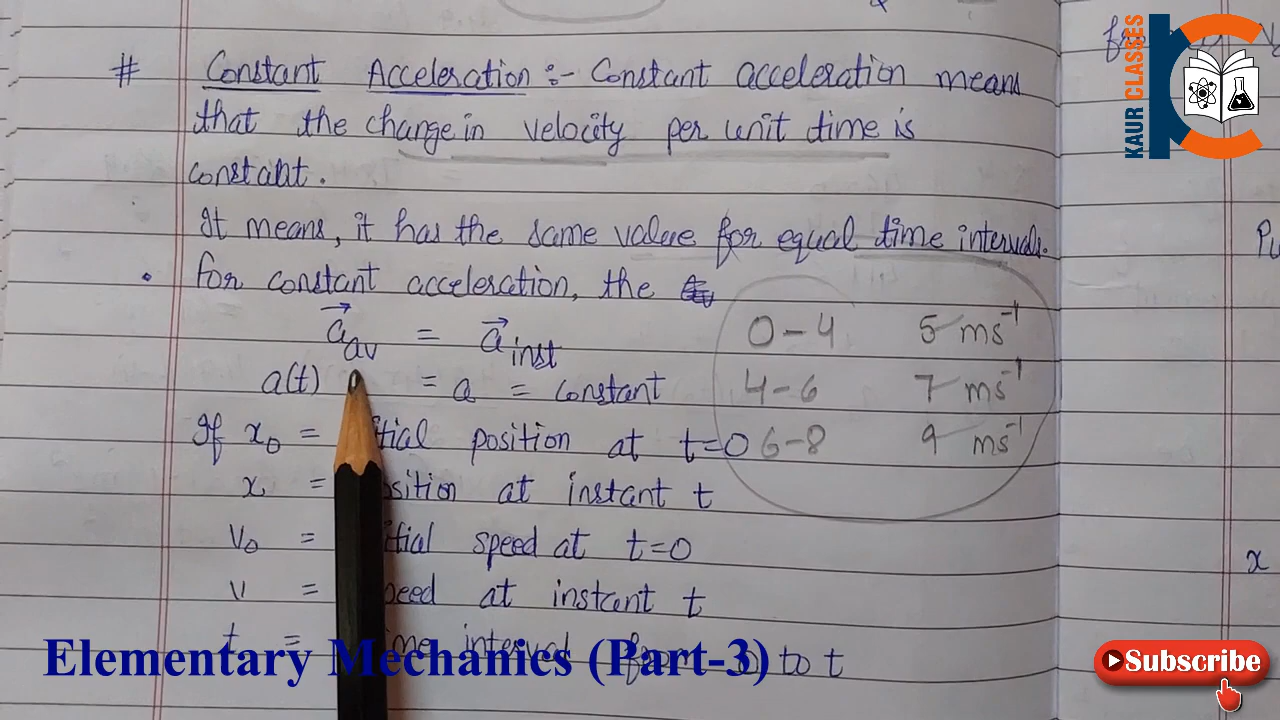 KAUR CLASSES
# Constant Acceleration :- Constant acceleration means
that the change in velocity per unit time is
constant.
It means, it has the same value for equal time intervals.
• For constant acceleration, the
a⃗av = a⃗inst
0-4 5 ms⁻¹
a(t) = a = constant
4-6 7 ms⁻¹
If x₀ = position at t=0
6-8 9 ms⁻¹
x = at instant t
v₀ = speed at t=0
v = at instant t
t = interval to t
Elementary Mechanics (Part-3)
Subscribe
x